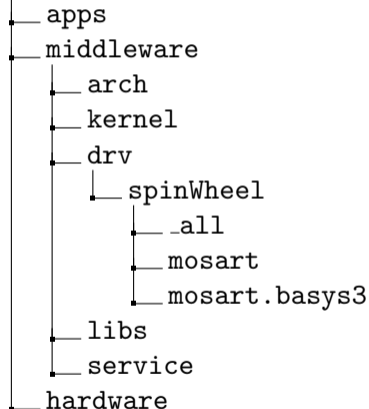 apps
middleware
arch
kernel
drv
spinWheel
_all
mosart
mosart.basys3
libs
service
hardware